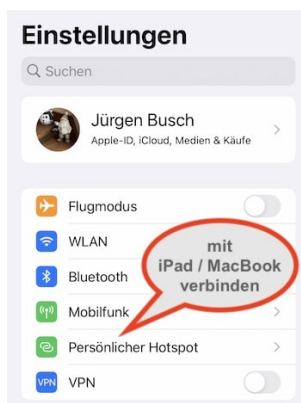 Einstellungen
Suchen
Jürgen Busch
Apple-ID, iCloud, Medien & Käufe
Flugmodus
WLAN
Bluetooth
mit
iPad / MacBook
verbinden
Mobilfunk
Persönlicher Hotspot
VPN VPN